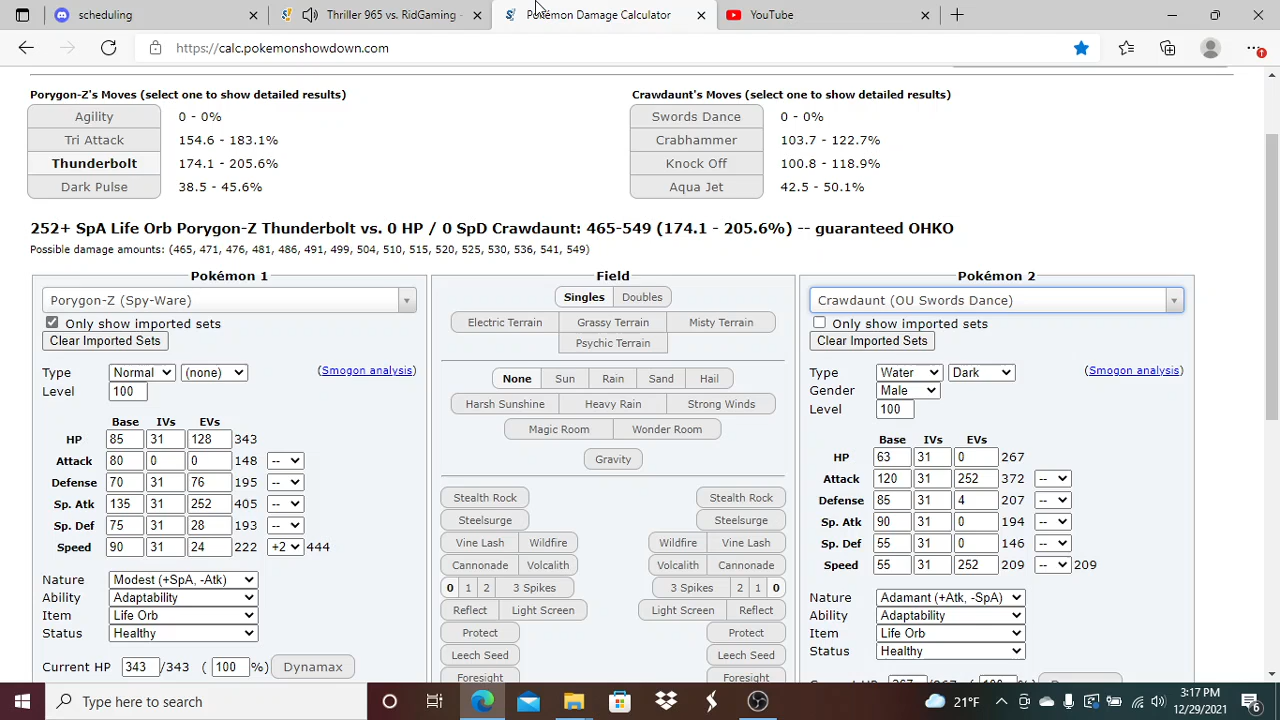 scheduling
Thriller 965 vs. RidGaming -
Pokémon Damage Calculator
YouTube
https://calc.pokemonshowdown.com
Porygon-Z's Moves (select one to show detailed results)
Agility 0 - 0%
Tri Attack 154.6 - 183.1%
Thunderbolt 174.1 - 205.6%
Dark Pulse 38.5 - 45.6%
Crawdaunt's Moves (select one to show detailed results)
Swords Dance 0 - 0%
Crabhammer 103.7 - 122.7%
Knock Off 100.8 - 118.9%
Aqua Jet 42.5 - 50.1%
252+ SpA Life Orb Porygon-Z Thunderbolt vs. 0 HP / 0 SpD Crawdaunt: 465-549 (174.1 - 205.6%) -- guaranteed OHKO
Possible damage amounts: (465, 471, 476, 481, 486, 491, 499, 504, 510, 515, 520, 525, 530, 536, 541, 549)
Pokémon 1
Porygon-Z (Spy-Ware)
Only show imported sets
Clear Imported Sets
Type Normal (none) (Smogon analysis)
Level 100
Base IVs EVs
HP 85 31 128 343
Attack 80 0 0 148 --
Defense 70 31 76 195 --
Sp. Atk 135 31 252 405 --
Sp. Def 75 31 28 193 --
Speed 90 31 24 222 +2 444
Nature Modest (+SpA, -Atk)
Ability Adaptability
Item Life Orb
Status Healthy
Current HP 343 /343 ( 100 %) Dynamax
Field
Singles Doubles
Electric Terrain Grassy Terrain Misty Terrain
Psychic Terrain
None Sun Rain Sand Hail
Harsh Sunshine Heavy Rain Strong Winds
Magic Room Wonder Room
Gravity
Stealth Rock Stealth Rock
Steelsurge Steelsurge
Vine Lash Wildfire Wildfire Vine Lash
Cannonade Volcalith Volcalith Cannonade
0 1 2 3 Spikes 3 Spikes 2 1 0
Reflect Light Screen Light Screen Reflect
Protect Protect
Leech Seed Leech Seed
Foresight Foresight
Pokémon 2
Crawdaunt (OU Swords Dance)
Only show imported sets
Clear Imported Sets
Type Water Dark (Smogon analysis)
Gender Male
Level 100
Base IVs EVs
HP 63 31 0 267
Attack 120 31 252 372 --
Defense 85 31 4 207 --
Sp. Atk 90 31 0 194 --
Sp. Def 55 31 0 146 --
Speed 55 31 252 209 -- 209
Nature Adamant (+Atk, -SpA)
Ability Adaptability
Item Life Orb
Status Healthy
Type here to search
21°F
3:17 PM
12/29/2021
6